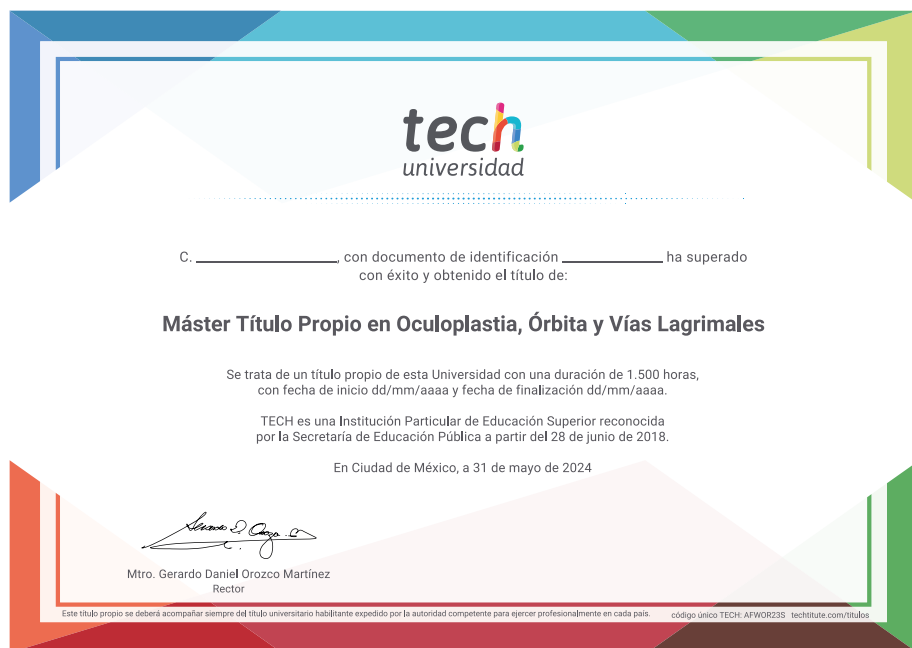 tech
universidad
C. ____________________, con documento de identificación ______________ ha superado
con éxito y obtenido el título de:
Máster Título Propio en Oculoplastia, Órbita y Vías Lagrimales
Se trata de un título propio de esta Universidad con una duración de 1.500 horas,
con fecha de inicio dd/mm/aaaa y fecha de finalización dd/mm/aaaa.
TECH es una Institución Particular de Educación Superior reconocida
por la Secretaría de Educación Pública a partir del 28 de junio de 2018.
En Ciudad de México, a 31 de mayo de 2024
Mtro. Gerardo Daniel Orozco Martínez
Rector
Este título propio se deberá acompañar siempre del título universitario habilitante expedido por la autoridad competente para ejercer profesionalmente en cada país. código único TECH: AFWOR23S techtitute.com/titulos